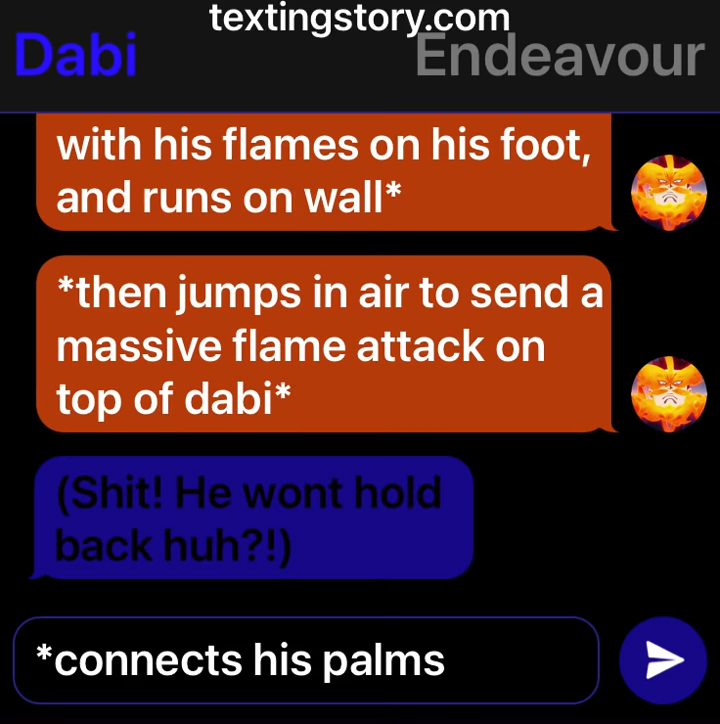 textingstory.com
Dabi
Endeavour
with his flames on his foot,
and runs on wall*
*then jumps in air to send a
massive flame attack on
top of dabi*
(Shit! He wont hold
back huh?!)
*connects his palms